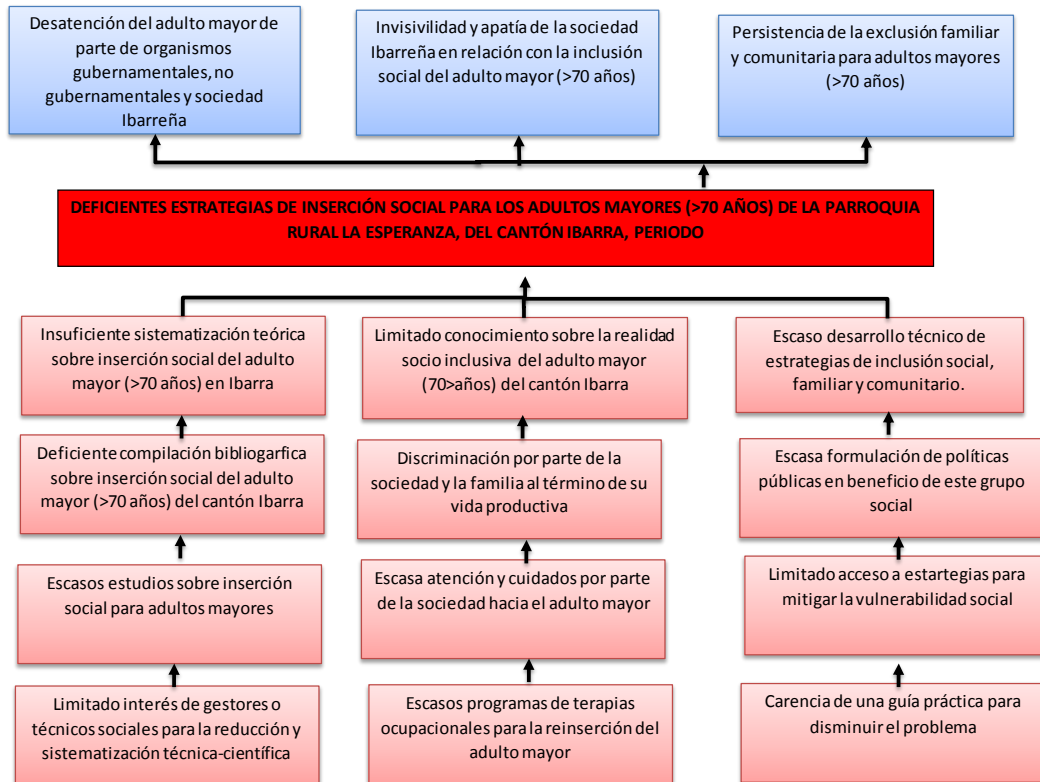 Desatención del adulto mayor de
parte de organismos
gubernamentales, no
gubernamentales y sociedad
Ibarreña
Invisivilidad y apatía de la sociedad
Ibarreña en relación con la inclusión
social del adulto mayor (>70 años)
Persistencia de la exclusión familiar
y comunitaria para adultos mayores
(>70 años)
DEFICIENTES ESTRATEGIAS DE INSERCIÓN SOCIAL PARA LOS ADULTOS MAYORES (>70 AÑOS) DE LA PARROQUIA
RURAL LA ESPERANZA, DEL CANTÓN IBARRA, PERIODO
Insuficiente sistematización teórica
sobre inserción social del adulto
mayor (>70 años) en Ibarra
Limitado conocimiento sobre la realidad
socio inclusiva del adulto mayor
(70>años) del cantón Ibarra
Escaso desarrollo técnico de
estrategias de inclusión social,
familiar y comunitario.
Deficiente compilación bibliogarfica
sobre inserción social del adulto
mayor (>70 años) del cantón Ibarra
Discriminación por parte de la
sociedad y la familia al término de su
vida productiva
Escasa formulación de políticas
públicas en beneficio de este grupo
social
Escasos estudios sobre inserción
social para adultos mayores
Escasa atención y cuidados por parte
de la sociedad hacia el adulto mayor
Limitado acceso a estartegias para
mitigar la vulnerabilidad social
Limitado interés de gestores o
técnicos sociales para la reducción y
sistematización técnica-científica
Escasos programas de terapias
ocupacionales para la reinserción del
adulto mayor
Carencia de una guía práctica para
disminuir el problema